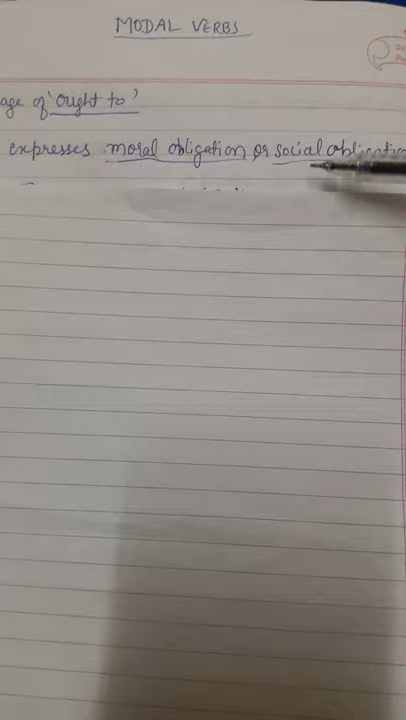 MODAL VERBS
age of 'ought to'
expresses moral obligation or social obligation